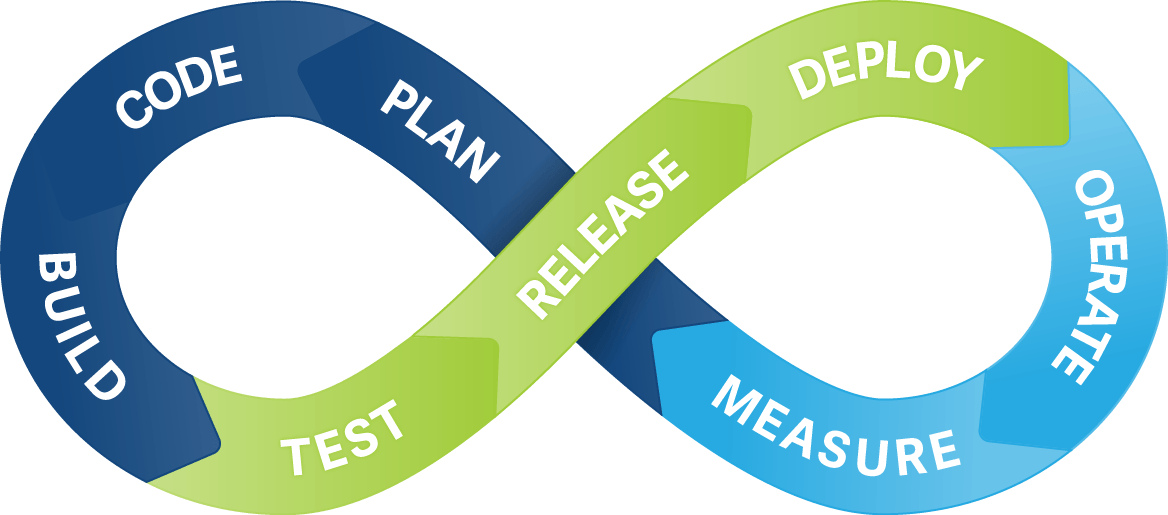 PLAN
CODE
BUILD
TEST
RELEASE
DEPLOY
OPERATE
MEASURE